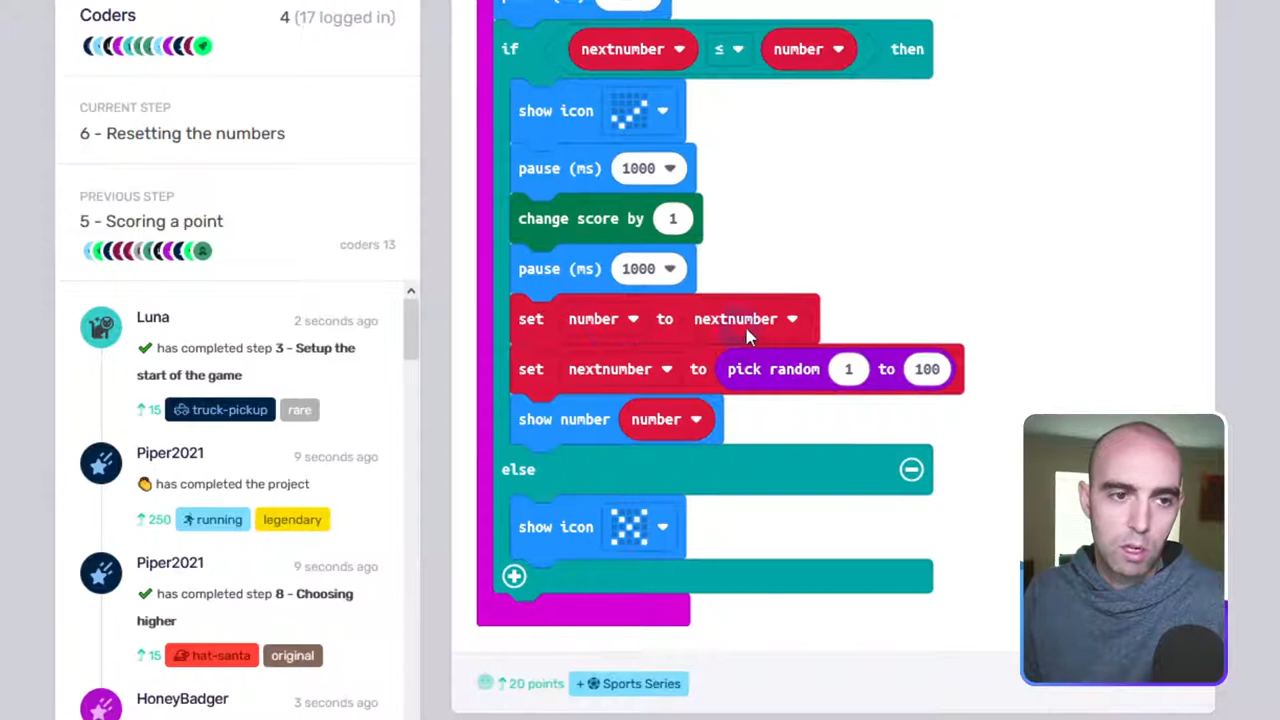 Coders
4 (17 logged in)
CURRENT STEP
6 - Resetting the numbers
PREVIOUS STEP
5 - Scoring a point
coders 13
Luna
2 seconds ago
has completed step 3 - Setup the
start of the game
15 truck-pickup rare
Piper2021
9 seconds ago
has completed the project
250 running legendary
Piper2021
9 seconds ago
has completed step 8 - Choosing
higher
15 hat-santa original
HoneyBadger
3 seconds ago
if nextnumber ≤ number then
show icon
pause (ms) 1000
change score by 1
pause (ms) 1000
set number to nextnumber
set nextnumber to pick random 1 to 100
show number number
else
show icon
20 points + Sports Series